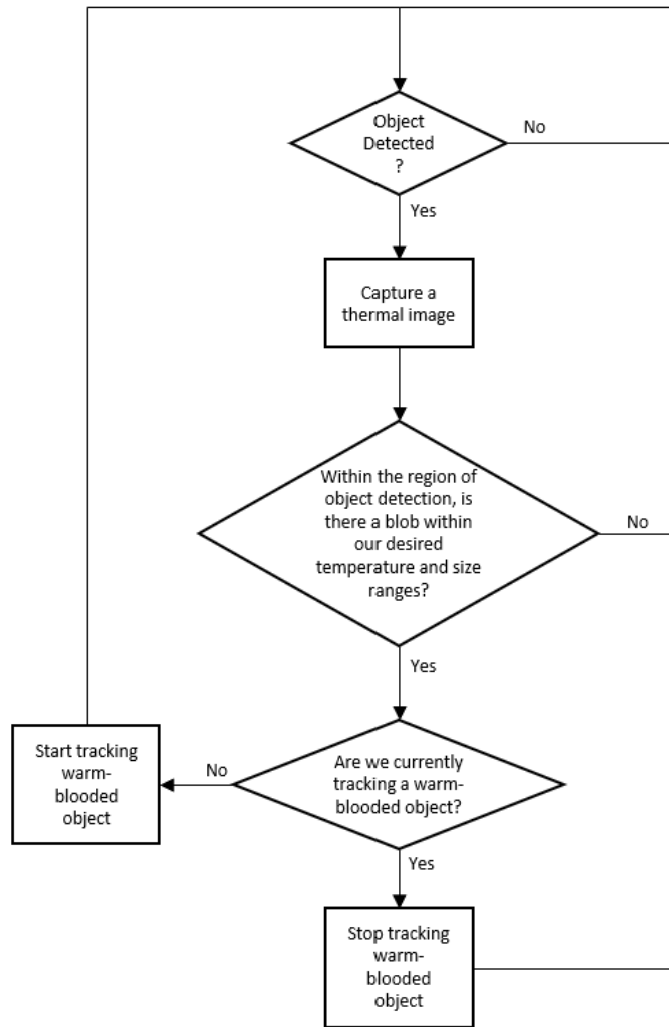 Object
Detected
?
No
Yes
Capture a
thermal image
Within the region of
object detection, is
there a blob within
our desired
temperature and size
ranges?
No
Yes
Start tracking
warm-
blooded
object
No
Are we currently
tracking a warm-
blooded object?
Yes
Stop tracking
warm-
blooded
object